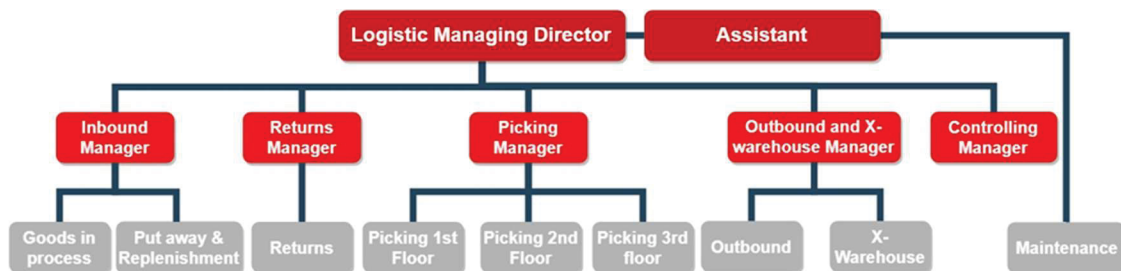 Logistic Managing Director
Assistant
Inbound
Manager
Returns
Manager
Picking
Manager
Outbound and X-
warehouse Manager
Controlling
Manager
Goods in
process
Put away &
Replenishment
Returns
Picking 1st
Floor
Picking 2nd
Floor
Picking 3rd
floor
Outbound
X-
Warehouse
Maintenance